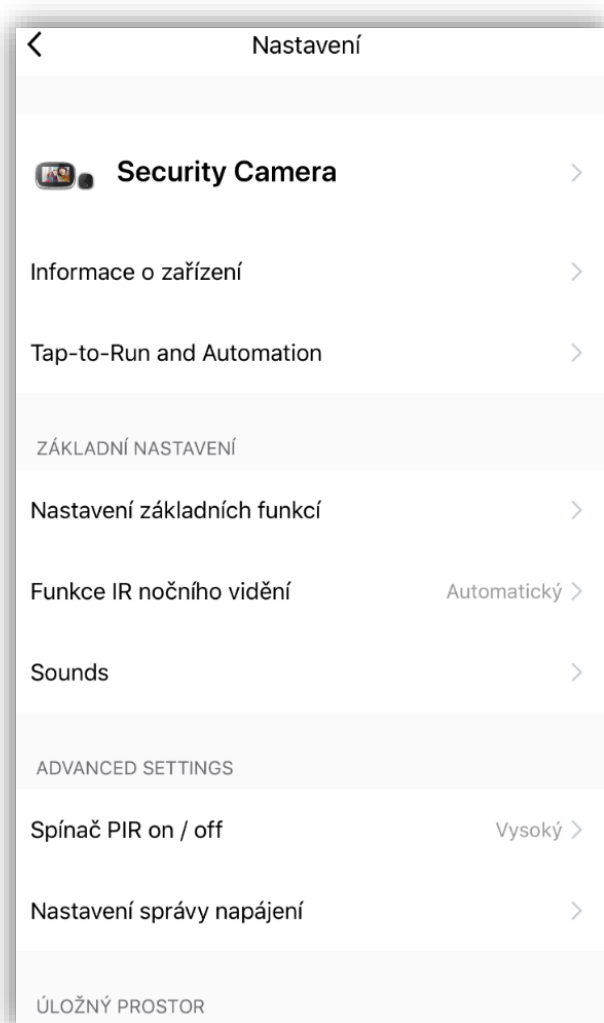 Nastavení
Security Camera
Informace o zařízení
Tap-to-Run and Automation
ZÁKLADNÍ NASTAVENÍ
Nastavení základních funkcí
Funkce IR nočního vidění Automatický
Sounds
ADVANCED SETTINGS
Spínač PIR on / off Vysoký
Nastavení správy napájení
ÚLOŽNÝ PROSTOR